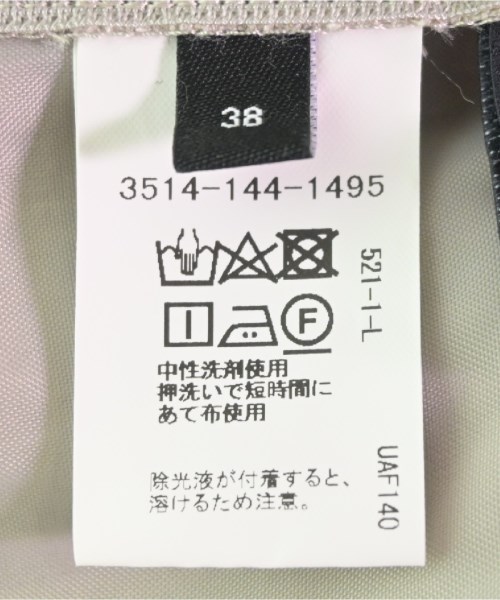 38
3514-144-1495
F
中性洗剤使用
押洗いで短時間に
あて布使用
除光液が付着すると、
溶けるため注意。
521-1-L
UAF140